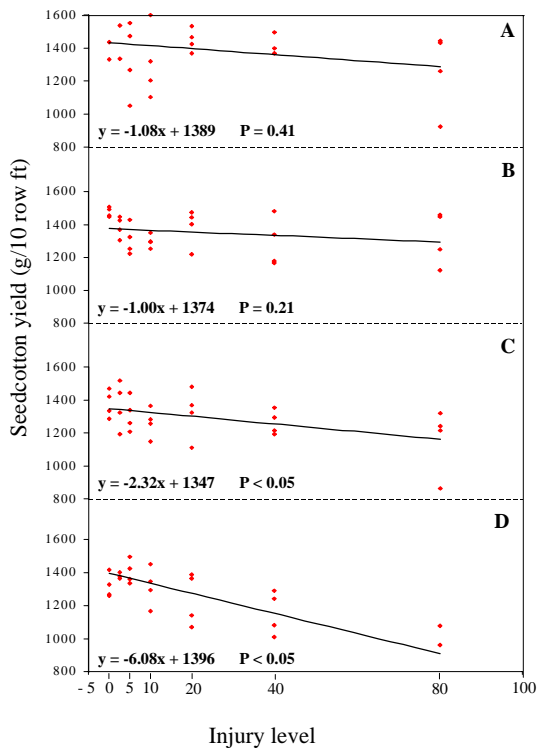 1600
A
1400
1200
1000
y = -1.08x + 1389 P = 0.41
800
B
1600
1400
1200
1000
y = -1.00x + 1374 P = 0.21
800
C
1600
1400
1200
1000
y = -2.32x + 1347 P < 0.05
800
D
1600
1400
1200
1000
y = -6.08x + 1396 P < 0.05
800
Seedcotton yield (g/10 row ft)
- 5 0 5 10 20 40 80 100
Injury level